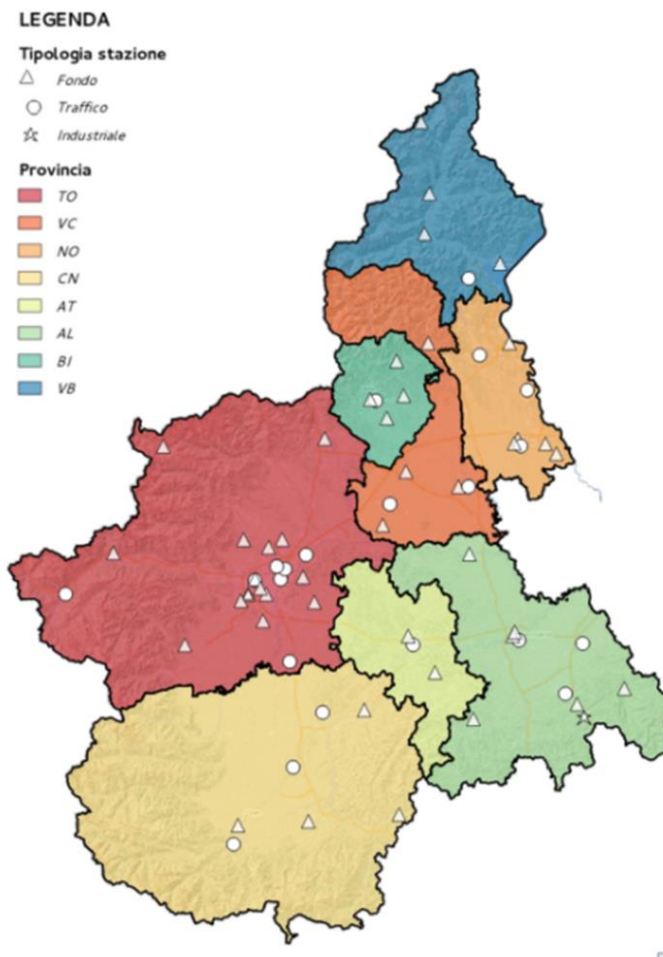 LEGENDA
Tipologia stazione
Fondo
Traffico
Industriale
Provincia
TO
VC
NO
CN
AT
AL
BI
VB